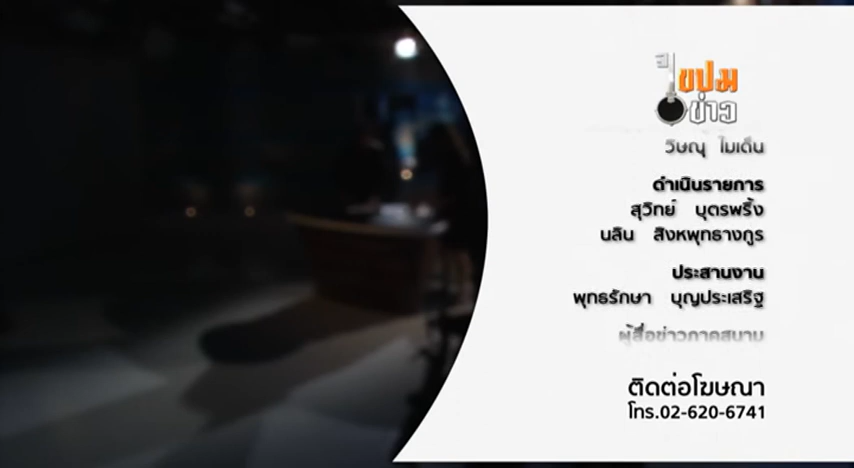 ไขปม
ข่าว
วิษณุ ไมเด็น
ดำเนินรายการ
สุวิทย์ บุตรพริ้ง
นลิน สิงหพุทธางกูร
ประสานงาน
พุทธรักษา บุญประเสริฐ
ผู้สื่อข่าวภาคสนาม
ติดต่อโฆษณา
โทร.02-620-6741